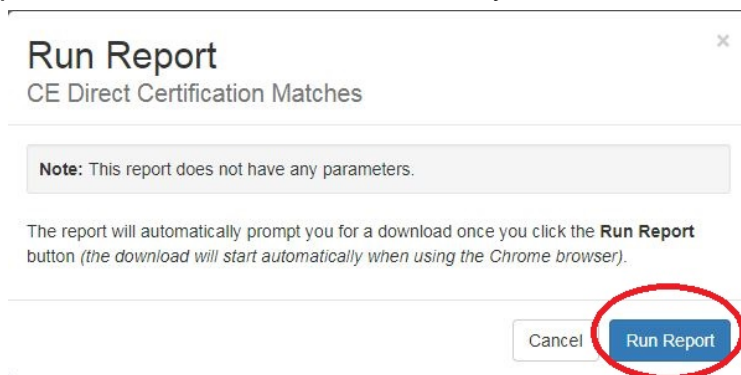 Run Report
×
CE Direct Certification Matches
Note: This report does not have any parameters.
The report will automatically prompt you for a download once you click the Run Report
button (the download will start automatically when using the Chrome browser).
Cancel
Run Report